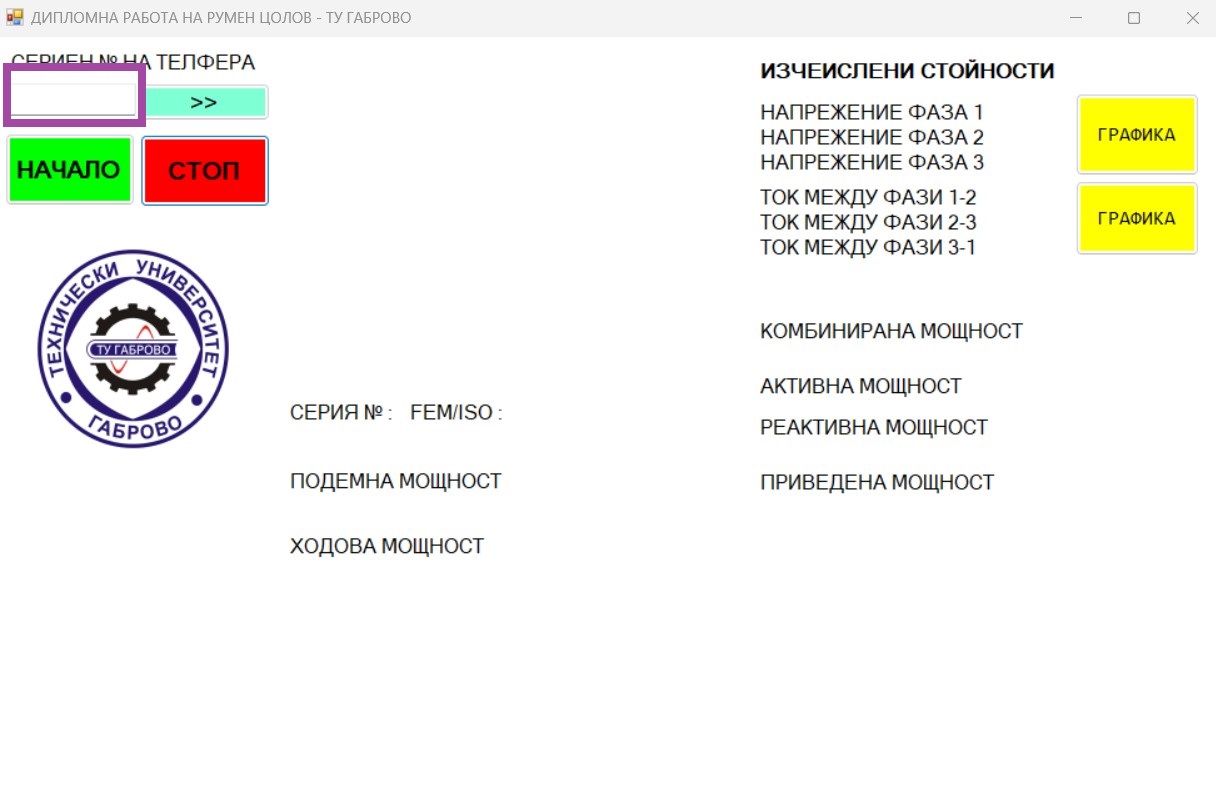 ДИПЛОМНА РАБОТА НА РУМЕН ЦОЛОВ - ТУ ГАБРОВО
СЕРИЕН № НА ТЕЛФЕРА
>>
НАЧАЛО
СТОП
ТЕХНИЧЕСКИ УНИВЕРСИТЕТ
ТУ ГАБРОВО
ГАБРОВО
СЕРИЯ № : FEM/ISO :
ПОДЕМНА МОЩНОСТ
ХОДОВА МОЩНОСТ
ИЗЧЕИСЛЕНИ СТОЙНОСТИ
НАПРЕЖЕНИЕ ФАЗА 1
НАПРЕЖЕНИЕ ФАЗА 2
НАПРЕЖЕНИЕ ФАЗА 3
ГРАФИКА
ТОК МЕЖДУ ФАЗИ 1-2
ТОК МЕЖДУ ФАЗИ 2-3
ТОК МЕЖДУ ФАЗИ 3-1
ГРАФИКА
КОМБИНИРАНА МОЩНОСТ
АКТИВНА МОЩНОСТ
РЕАКТИВНА МОЩНОСТ
ПРИВЕДЕНА МОЩНОСТ